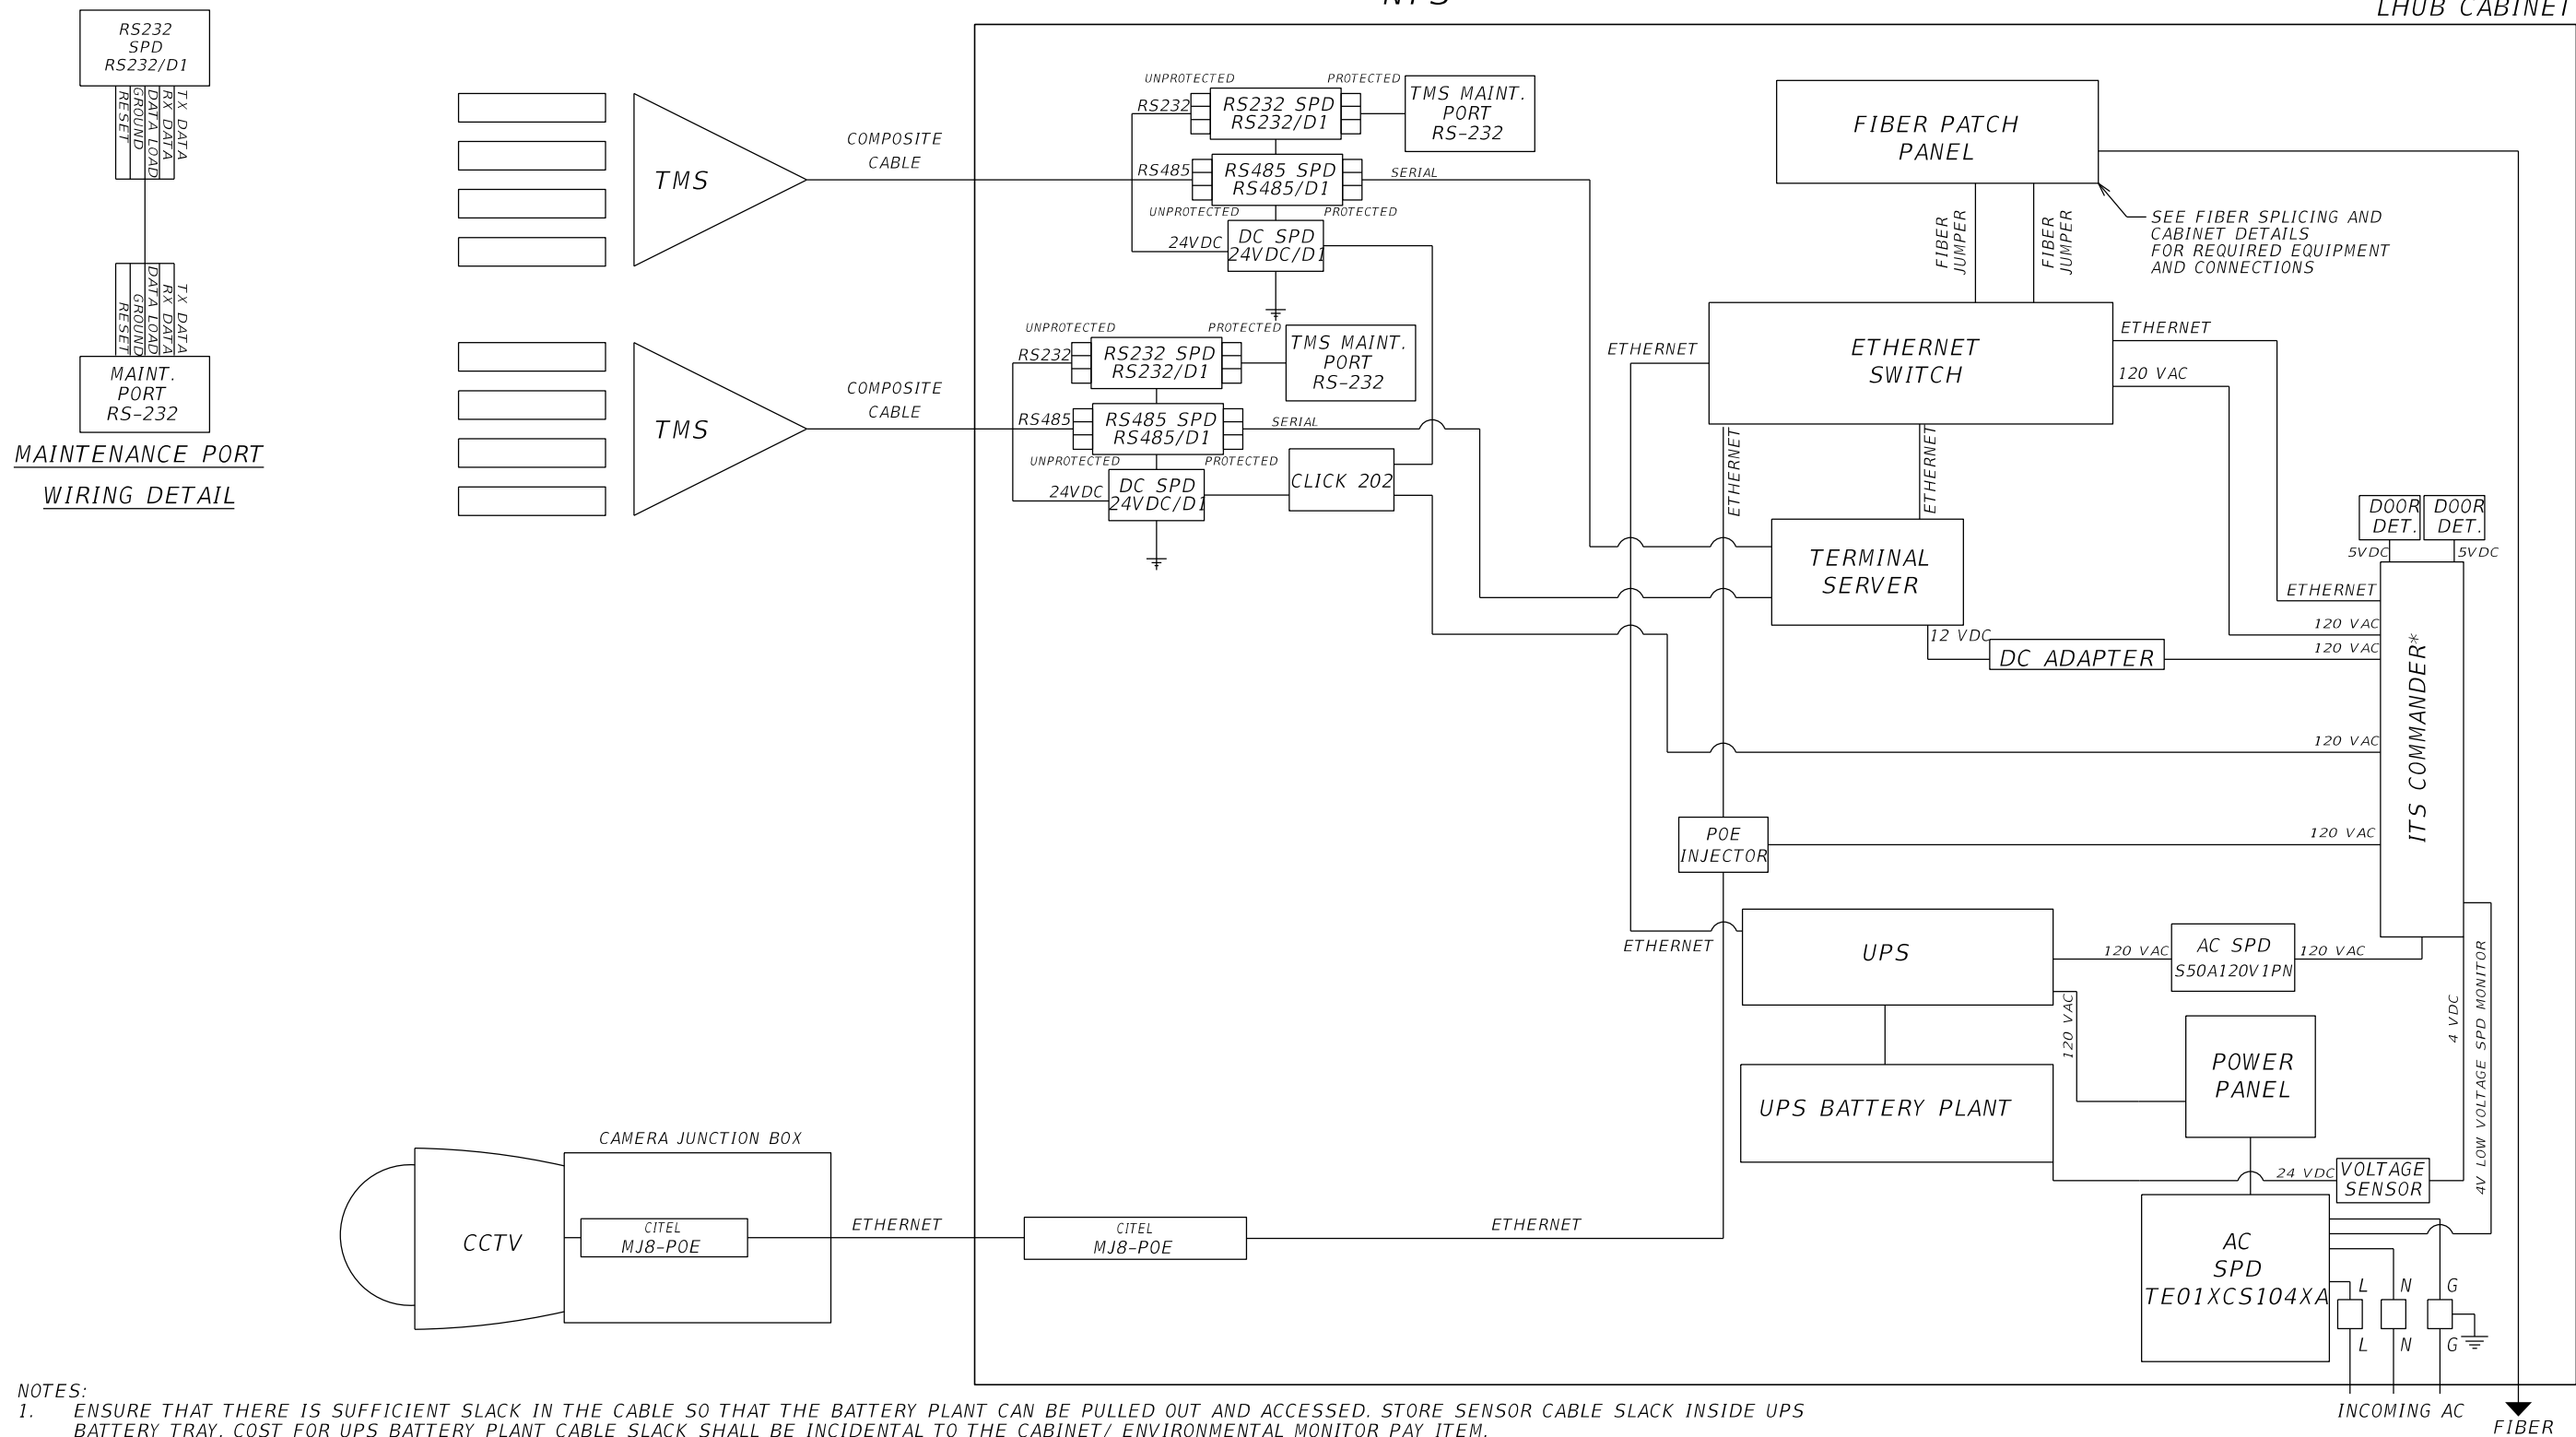 LHUB CABINET
RS232
SPD
RS232/D1
RESET
GROUND
DATA LOAD
RX DATA
TX DATA
RESET
GROUND
DATA LOAD
RX DATA
TX DATA
MAINT.
PORT
RS-232
MAINTENANCE PORT
WIRING DETAIL
TMS
COMPOSITE
CABLE
UNPROTECTED
PROTECTED
RS232
RS232 SPD
RS232/D1
TMS MAINT.
PORT
RS-232
RS485
RS485 SPD
RS485/D1
SERIAL
UNPROTECTED
PROTECTED
24VDC
DC SPD
24VDC/D1
TMS
COMPOSITE
CABLE
UNPROTECTED
PROTECTED
RS232
RS232 SPD
RS232/D1
TMS MAINT.
PORT
RS-232
RS485
RS485 SPD
RS485/D1
SERIAL
UNPROTECTED
PROTECTED
24VDC
DC SPD
24VDC/D1
CLICK 202
FIBER PATCH
PANEL
FIBER
JUMPER
FIBER
JUMPER
SEE FIBER SPLICING AND
CABINET DETAILS
FOR REQUIRED EQUIPMENT
AND CONNECTIONS
ETHERNET
ETHERNET
SWITCH
ETHERNET
120 VAC
ETHERNET
ETHERNET
TERMINAL
SERVER
12 VDC
DC ADAPTER
DOOR
DET.
DOOR
DET.
5VDC
5VDC
ETHERNET
120 VAC
120 VAC
120 VAC
120 VAC
ITS COMMANDER*
POE
INJECTOR
ETHERNET
UPS
120 VAC
AC SPD
S50A120V1PN
120 VAC
120 VAC
4 VDC
4V LOW VOLTAGE SPD MONITOR
POWER
PANEL
UPS BATTERY PLANT
24 VDC
VOLTAGE
SENSOR
AC
SPD
TE01XCS104XA
L
N
G
L
N
G
CAMERA JUNCTION BOX
CCTV
CITEL
MJ8-POE
ETHERNET
CITEL
MJ8-POE
ETHERNET
INCOMING AC
FIBER
NOTES:
1. ENSURE THAT THERE IS SUFFICIENT SLACK IN THE CABLE SO THAT THE BATTERY PLANT CAN BE PULLED OUT AND ACCESSED. STORE SENSOR CABLE SLACK INSIDE UPS
BATTERY TRAY. COST FOR UPS BATTERY PLANT CABLE SLACK SHALL BE INCIDENTAL TO THE CABINET/ ENVIRONMENTAL MONITOR PAY ITEM.